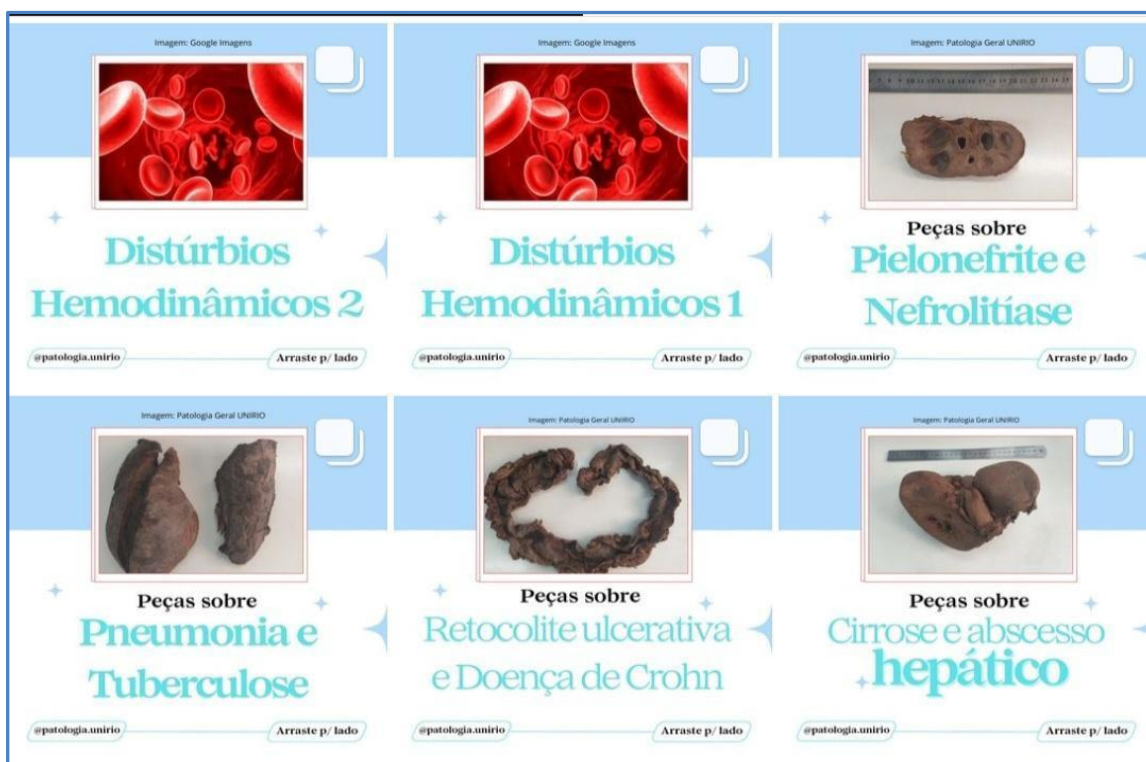 Imagem: Google Imagens
Distúrbios
Hemodinâmicos 2
@patologia.unirio
Arraste p/ lado
Imagem: Google Imagens
Distúrbios
Hemodinâmicos 1
@patologia.unirio
Arraste p/ lado
Imagem: Patologia Geral UNIRIO
Peças sobre
Pielonefrite e
Nefrolitíase
@patologia.unirio
Arraste p/ lado
Imagem: Patologia Geral UNIRIO
Peças sobre
Pneumonia e
Tuberculose
@patologia.unirio
Arraste p/ lado
Imagem: Patologia Geral UNIRIO
Peças sobre
Retocolite ulcerativa
e Doença de Crohn
@patologia.unirio
Arraste p/ lado
Imagem: Patologia Geral UNIRIO
Peças sobre
Cirrose e abscesso
hepático
@patologia.unirio
Arraste p/ lado